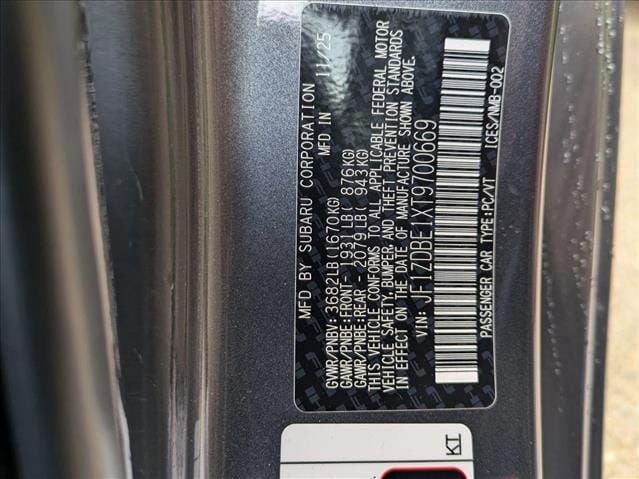 MFD BY SUBARU CORPORATION 11/25
MFD IN
GVWR/PNBV: 3682LB(1670KG)
GAWR/PNBE:FRONT- 1931LB( 876KG)
GAWR/PNBE:REAR - 2079LB( 943KG)
THIS VEHICLE CONFORMS TO ALL APPLICABLE FEDERAL MOTOR
VEHICLE SAFETY, BUMPER, AND THEFT PREVENTION STANDARDS
IN EFFECT ON THE DATE OF MANUFACTURE SHOWN ABOVE.
VIN: JF1ZDBE1XT9700669
PASSENGER CAR TYPE:PC/VT ICES/NMB-002
KT